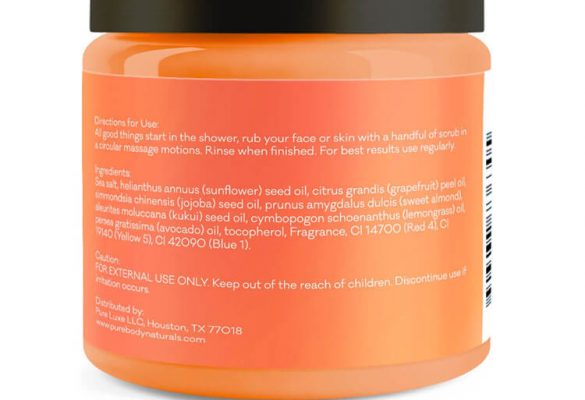 Directions for Use:
All good things start in the shower, rub your face or skin with a handful of scrub in
a circular massage motions. Rinse when finished. For best results use regularly.
Ingredients:
Sea salt, helianthus annuus (sunflower) seed oil, citrus grandis (grapefruit) peel oil,
simmondsia chinensis (jojoba) seed oil, prunus amygdalus dulcis (sweet almond),
aleurites moluccana (kukui) seed oil, cymbopogon schoenanthus (lemongrass) oil,
persea gratissima (avocado) oil, tocopherol, Fragrance, CI 14700 (Red 4), CI
19140 (Yellow 5), CI 42090 (Blue 1).
Caution:
FOR EXTERNAL USE ONLY. Keep out of the reach of children. Discontinue use if
irritation occurs.
Distributed by:
Pure Luxe LLC, Houston, TX 77018
www.purebodynaturals.com